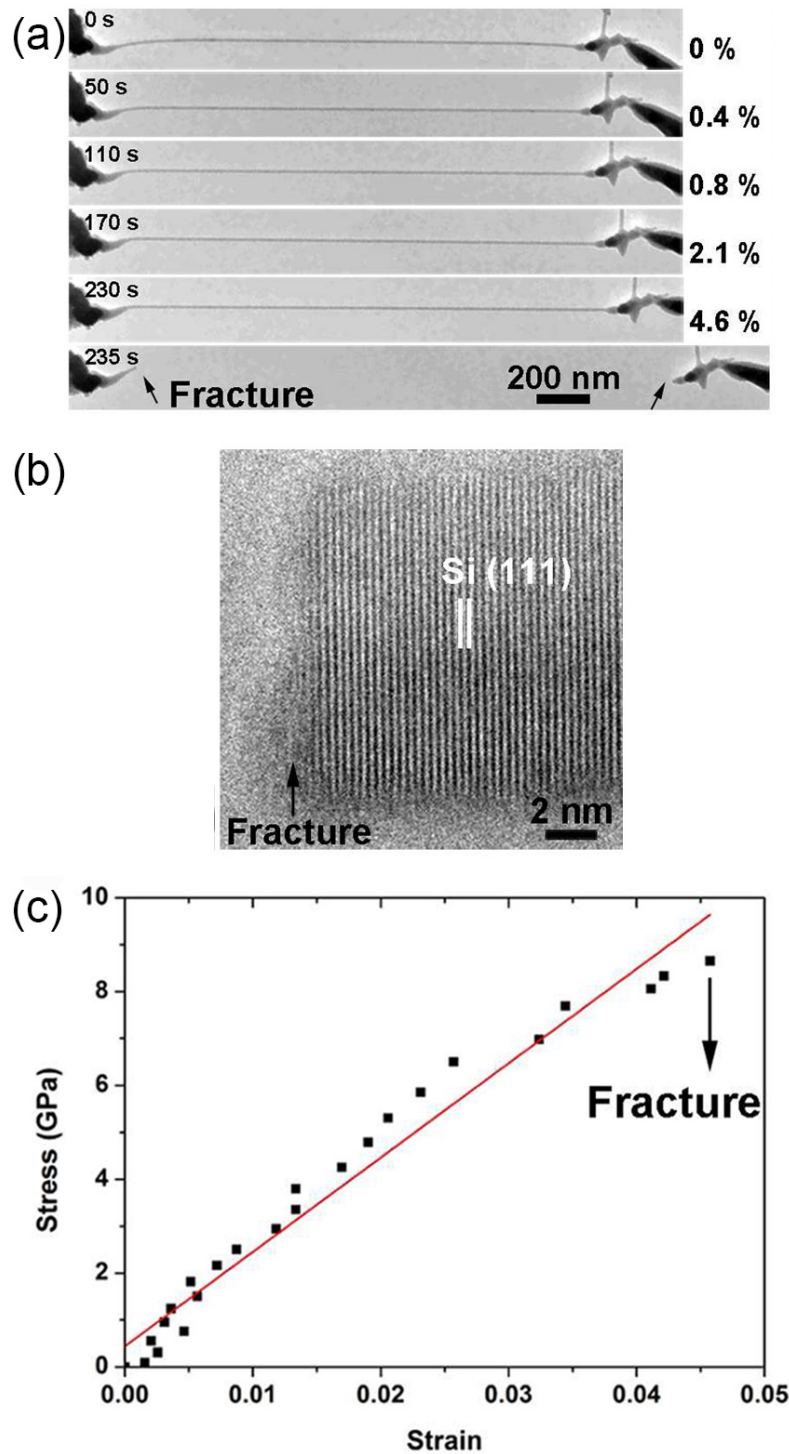 (a)
0 s
0 %
50 s
0.4 %
110 s
0.8 %
170 s
2.1 %
230 s
4.6 %
235 s
Fracture
200 nm
(b)
Si (111)
Fracture
2 nm
(c)
10
8
6
4
2
0
Stress (GPa)
Fracture
0.00 0.01 0.02 0.03 0.04 0.05
Strain